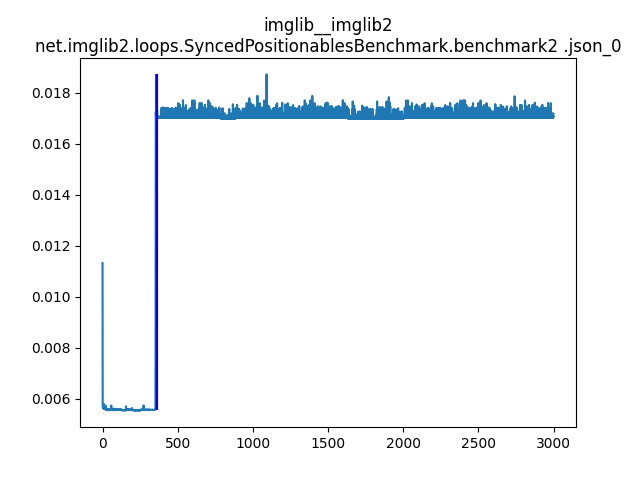 imglib__imglib2
net.imglib2.loops.SyncedPositionablesBenchmark.benchmark2 .json_0
0.018
0.016
0.014
0.012
0.010
0.008
0.006
0 500 1000 1500 2000 2500 3000